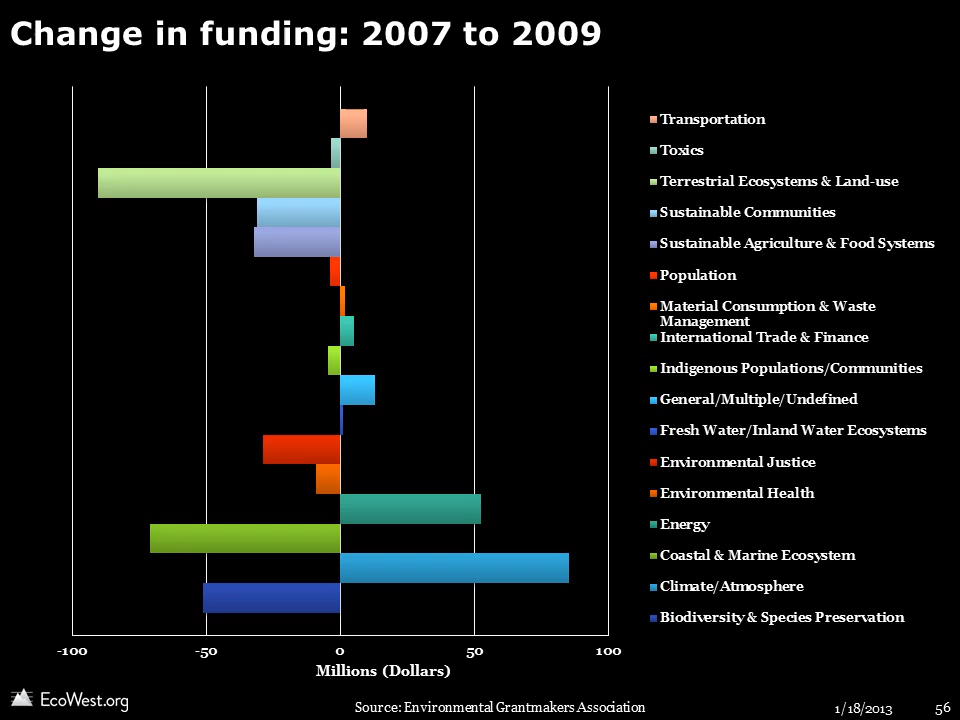 Change in funding: 2007 to 2009
Transportation
Toxics
Terrestrial Ecosystems & Land-use
Sustainable Communities
Sustainable Agriculture & Food Systems
Population
Material Consumption & Waste
Management
International Trade & Finance
Indigenous Populations/Communities
General/Multiple/Undefined
Fresh Water/Inland Water Ecosystems
Environmental Justice
Environmental Health
Energy
Coastal & Marine Ecosystem
Climate/Atmosphere
Biodiversity & Species Preservation
-100 -50 0 50 100
Millions (Dollars)
EcoWest.org
Source: Environmental Grantmakers Association
1/18/2013 56